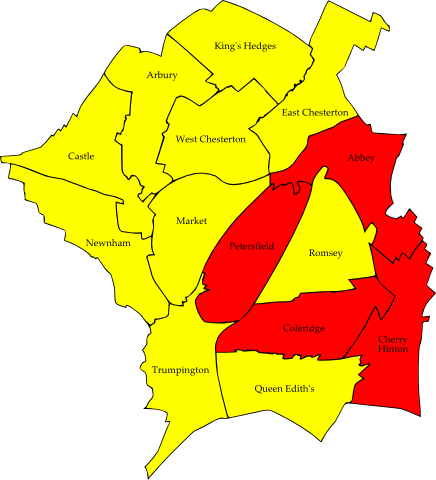 King's Hedges
Arbury
East Chesterton
West Chesterton
Castle
Abbey
Market
Newnham
Petersfield
Romsey
Coleridge
Cherry
Hinton
Trumpington
Queen Edith's